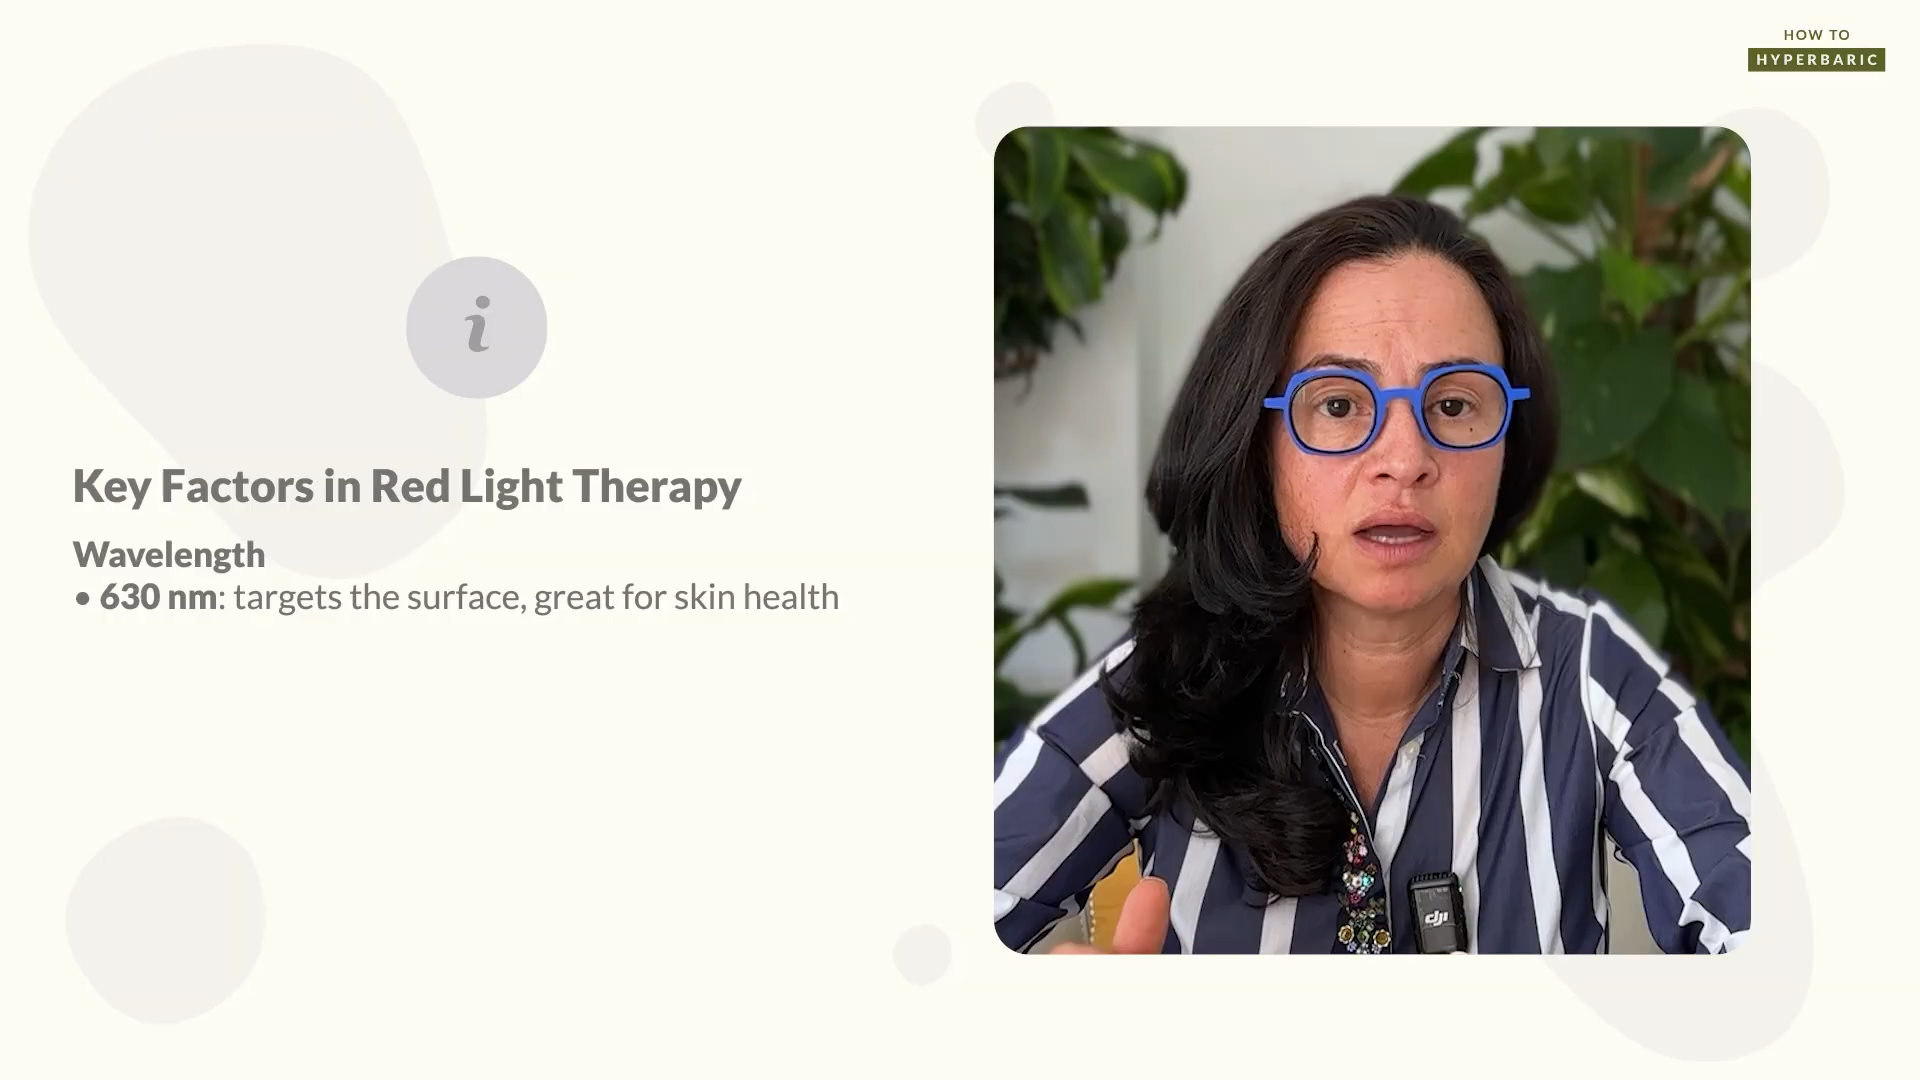 HOW TO
HYPERBARIC
i
Key Factors in Red Light Therapy
Wavelength
• 630 nm: targets the surface, great for skin health
dji